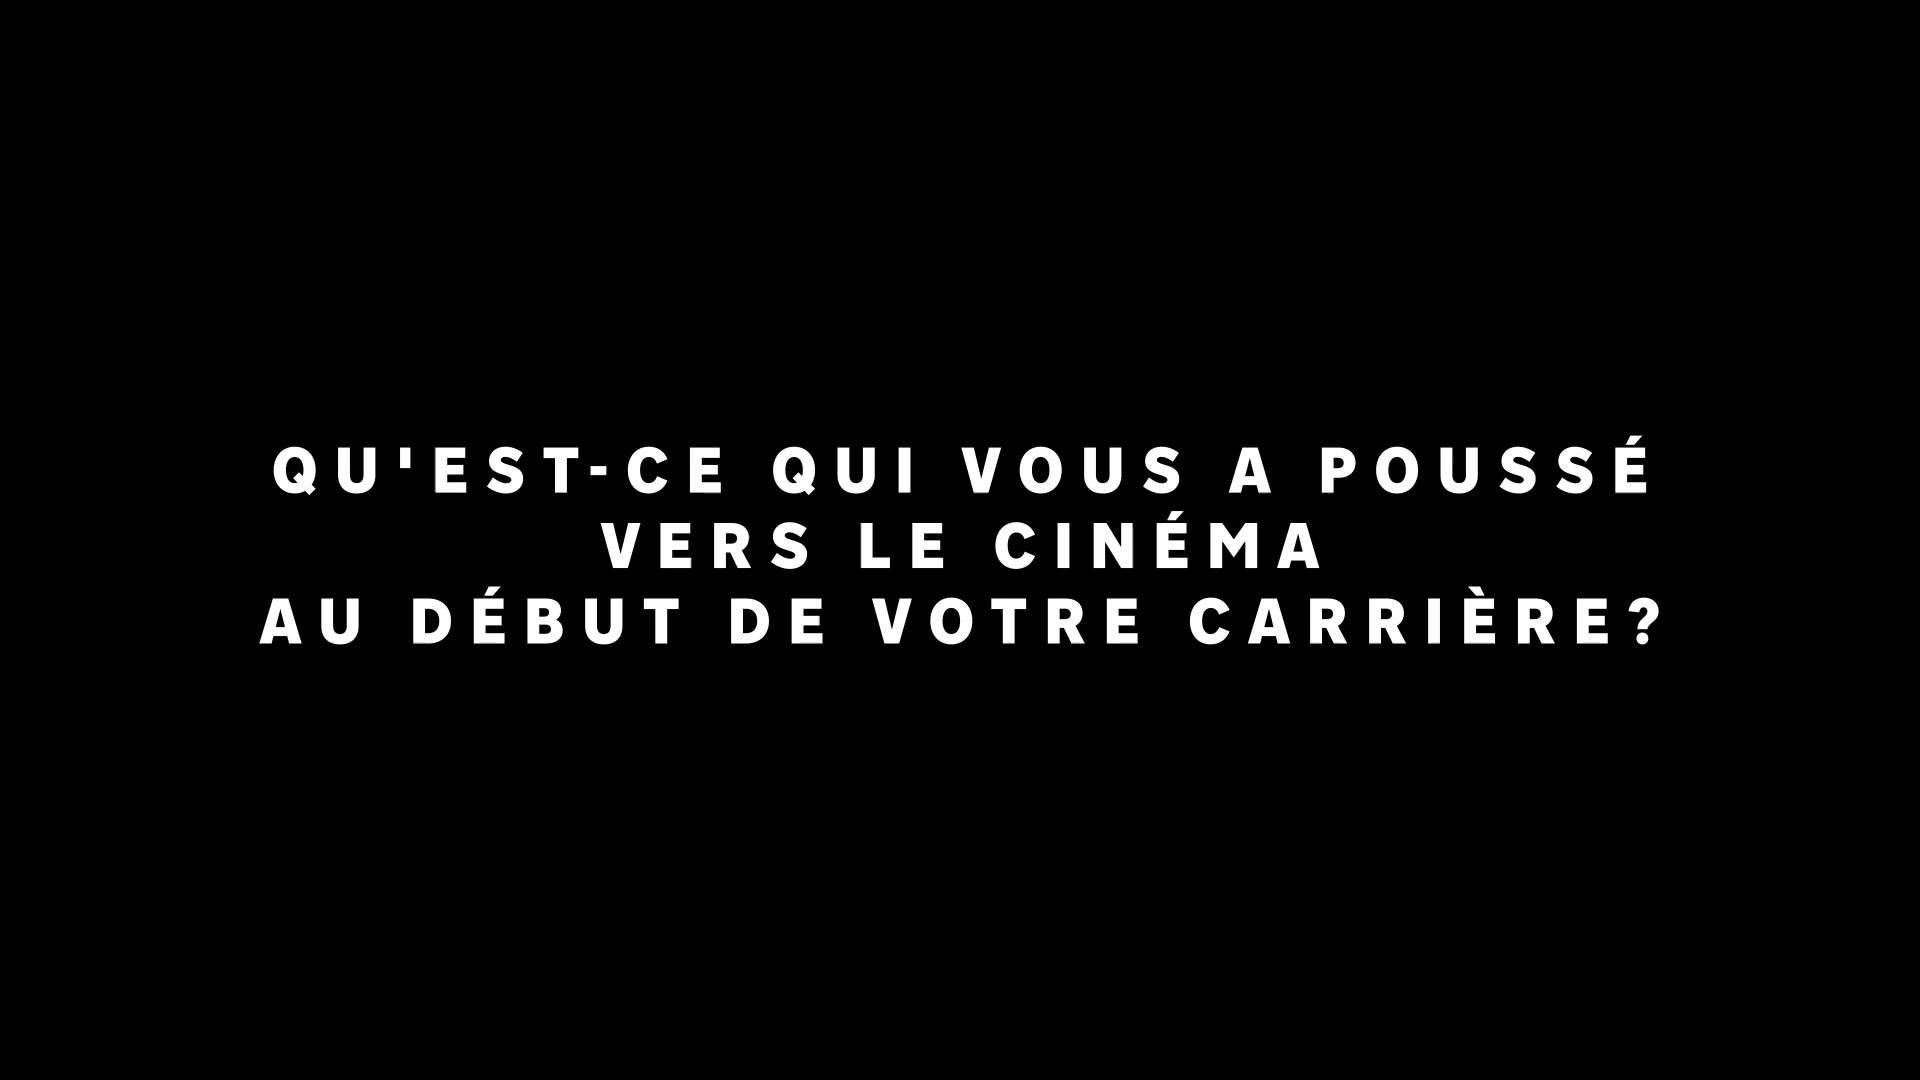 QU'EST-CE QUI VOUS A POUSSÉ
VERS LE CINÉMA
AU DÉBUT DE VOTRE CARRIÈRE?